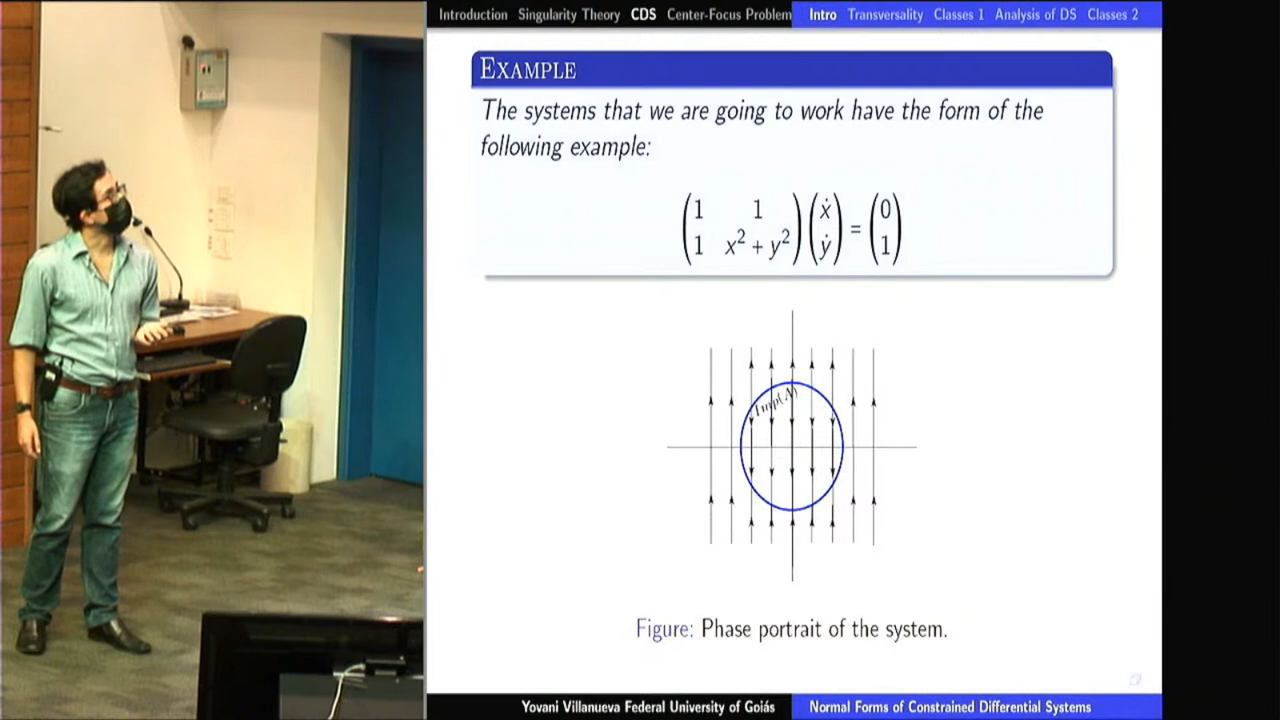 Introduction Singularity Theory CDS Center-Focus Problem Intro Transversality Classes 1 Analysis of DS Classes 2
EXAMPLE
The systems that we are going to work have the form of the
following example:
(1 1) (ẋ) = (0)
(1 x² + y²) (ẏ) (1)
Imp(A)
Figure: Phase portrait of the system.
Yovani Villanueva Federal University of Goiás Normal Forms of Constrained Differential Systems